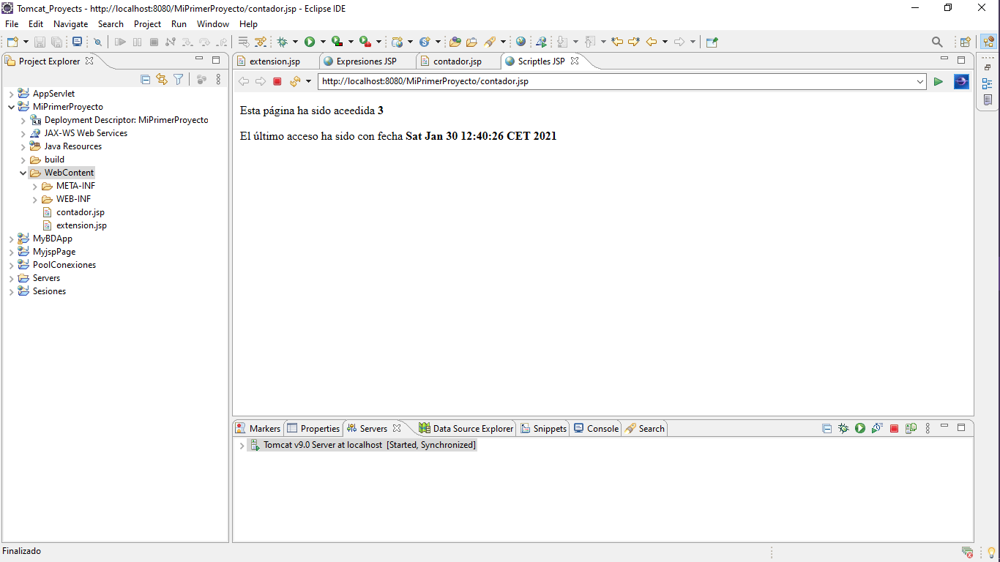 Tomcat_Proyects - http://localhost:8080/MiPrimerProyecto/contador.jsp - Eclipse IDE
File Edit Navigate Search Project Run Window Help
Project Explorer
AppServlet
MiPrimerProyecto
Deployment Descriptor: MiPrimerProyecto
JAX-WS Web Services
Java Resources
build
WebContent
META-INF
WEB-INF
contador.jsp
extension.jsp
MyBDApp
MyjspPage
PoolConexiones
Servers
Sesiones
extension.jsp Expresiones JSP contador.jsp Scriptles JSP
http://localhost:8080/MiPrimerProyecto/contador.jsp
Esta página ha sido aceedida 3
El último acceso ha sido con fecha Sat Jan 30 12:40:26 CET 2021
Markers Properties Servers Data Source Explorer Snippets Console Search
Tomcat v9.0 Server at localhost [Started, Synchronized]
Finalizado